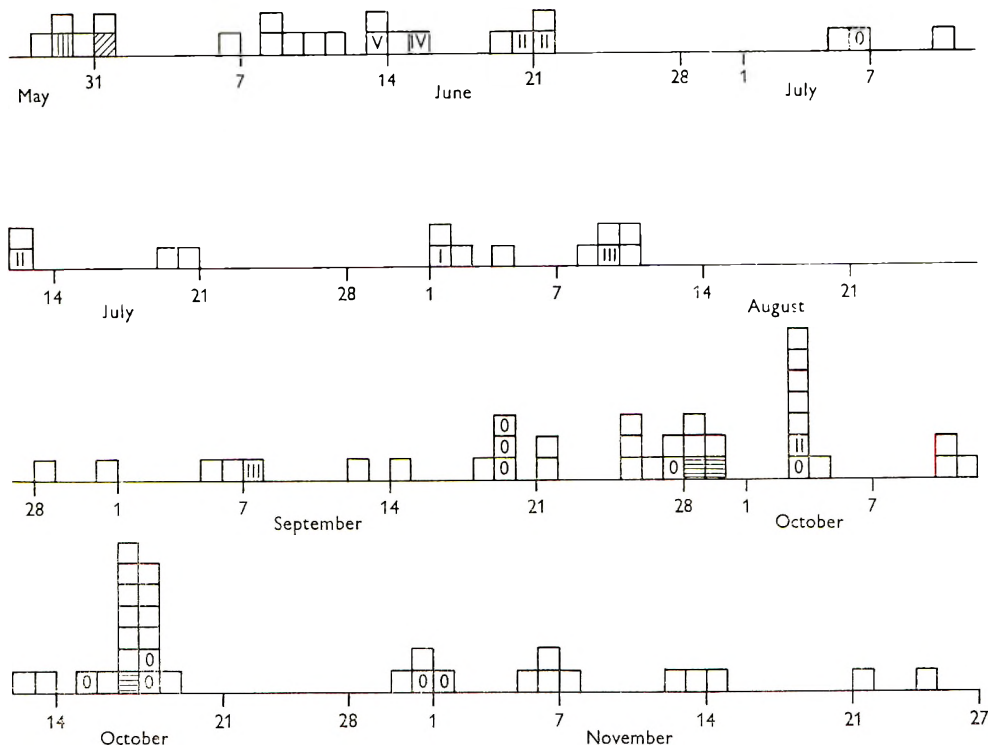 V IV II II 0
31 7 14 21 28 1 7
May June July
II I III
14 21 28 1 7 14 21
July August
0
0
III II
0 0 0
28 1 7 14 21 28 1 7
September October
0
0 0 0 0
14 21 28 1 7 14 21 27
October November